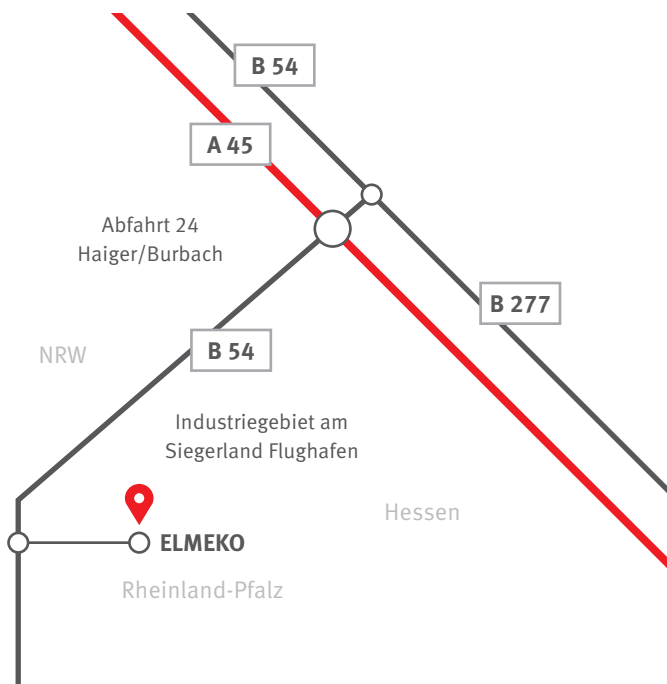 B 54
A 45
Abfahrt 24
Haiger/Burbach
B 277
B 54
NRW
Industriegebiet am
Siegerland Flughafen
Hessen
ELMEKO
Rheinland-Pfalz